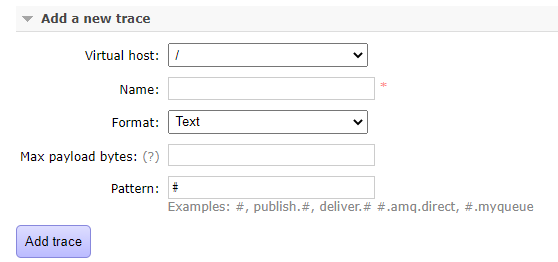 Add a new trace
Virtual host: /
Name: *
Format: Text
Max payload bytes: (?)
Pattern: #
Examples: #, publish.#, deliver.# #.amq.direct, #.myqueue
Add trace